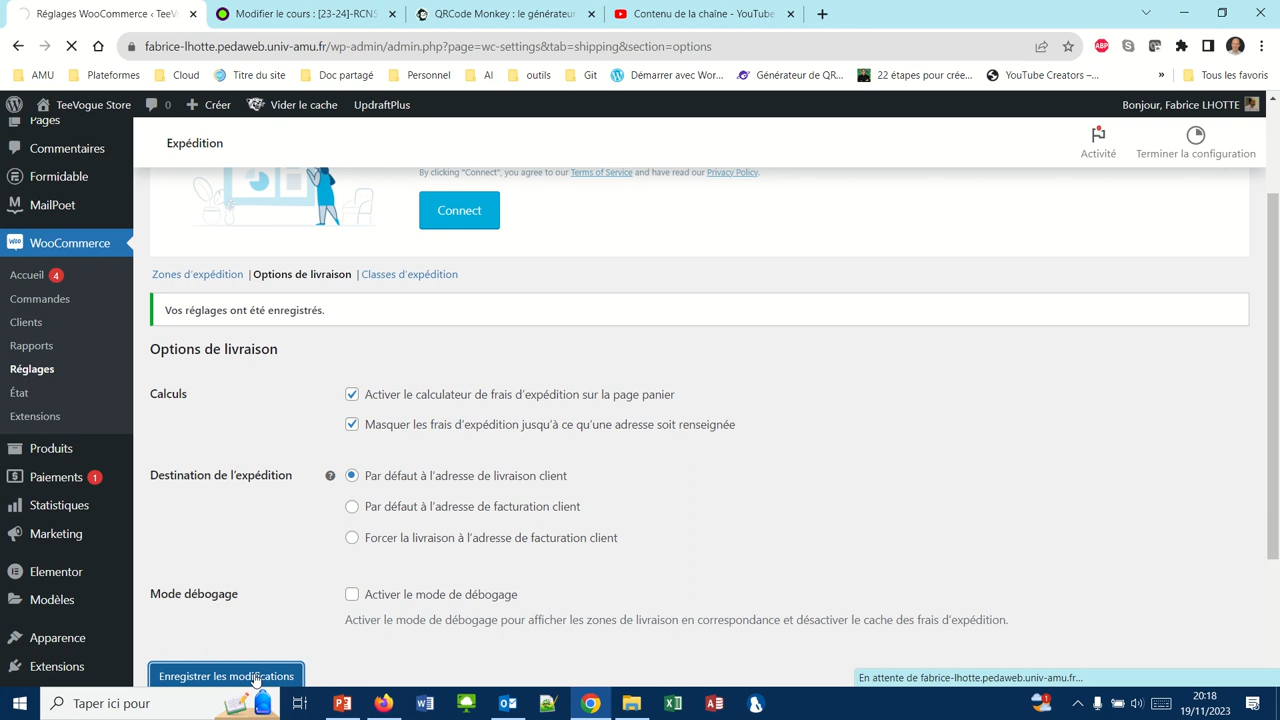 Réglages WooCommerce ‹ TeeV
Modifier le cours : [23-24]-RCNS
QRCode Monkey : le générateur
Contenu de la chaîne - YouTube
fabrice-lhotte.pedaweb.univ-amu.fr/wp-admin/admin.php?page=wc-settings&tab=shipping&section=options
AMU
Plateformes
Cloud
Titre du site
Doc partagé
Personnel
AI
outils
Git
Démarrer avec Wor...
Générateur de QR...
22 étapes pour crée...
YouTube Creators –...
»
Tous les favoris
TeeVogue Store
0
Créer
Vider le cache
UpdraftPlus
Bonjour, Fabrice LHOTTE
Pages
Commentaires
Formidable
MailPoet
WooCommerce
Accueil 4
Commandes
Clients
Rapports
Réglages
État
Extensions
Produits
Paiements 1
Statistiques
Marketing
Elementor
Modèles
Apparence
Extensions
Expédition
Activité
Terminer la configuration
By clicking "Connect", you agree to our Terms of Service and have read our Privacy Policy.
Connect
Zones d'expédition | Options de livraison | Classes d'expédition
Vos réglages ont été enregistrés.
Options de livraison
Calculs
Activer le calculateur de frais d'expédition sur la page panier
Masquer les frais d'expédition jusqu'à ce qu'une adresse soit renseignée
Destination de l'expédition
Par défaut à l'adresse de livraison client
Par défaut à l'adresse de facturation client
Forcer la livraison à l'adresse de facturation client
Mode débogage
Activer le mode de débogage
Activer le mode de débogage pour afficher les zones de livraison en correspondance et désactiver le cache des frais d'expédition.
Enregistrer les modifications
En attente de fabrice-lhotte.pedaweb.univ-amu.fr...
Taper ici pour
20:18
19/11/2023